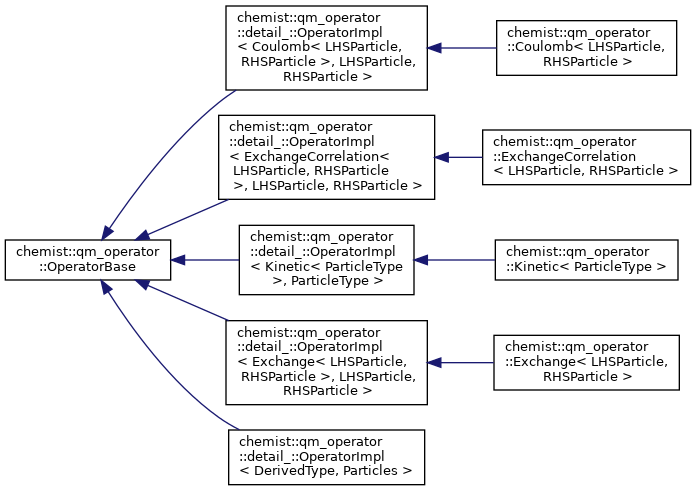 chemist::qm_operator
::detail_::OperatorImpl
< Coulomb< LHSParticle,
RHSParticle >, LHSParticle,
RHSParticle >
chemist::qm_operator
::Coulomb< LHSParticle,
RHSParticle >
chemist::qm_operator
::detail_::OperatorImpl
< ExchangeCorrelation<
LHSParticle, RHSParticle
>, LHSParticle, RHSParticle >
chemist::qm_operator
::ExchangeCorrelation
< LHSParticle, RHSParticle >
chemist::qm_operator
::OperatorBase
chemist::qm_operator
::detail_::OperatorImpl
< Kinetic< ParticleType
>, ParticleType >
chemist::qm_operator
::Kinetic< ParticleType >
chemist::qm_operator
::detail_::OperatorImpl
< Exchange< LHSParticle,
RHSParticle >, LHSParticle,
RHSParticle >
chemist::qm_operator
::Exchange< LHSParticle,
RHSParticle >
chemist::qm_operator
::detail_::OperatorImpl
< DerivedType, Particles >